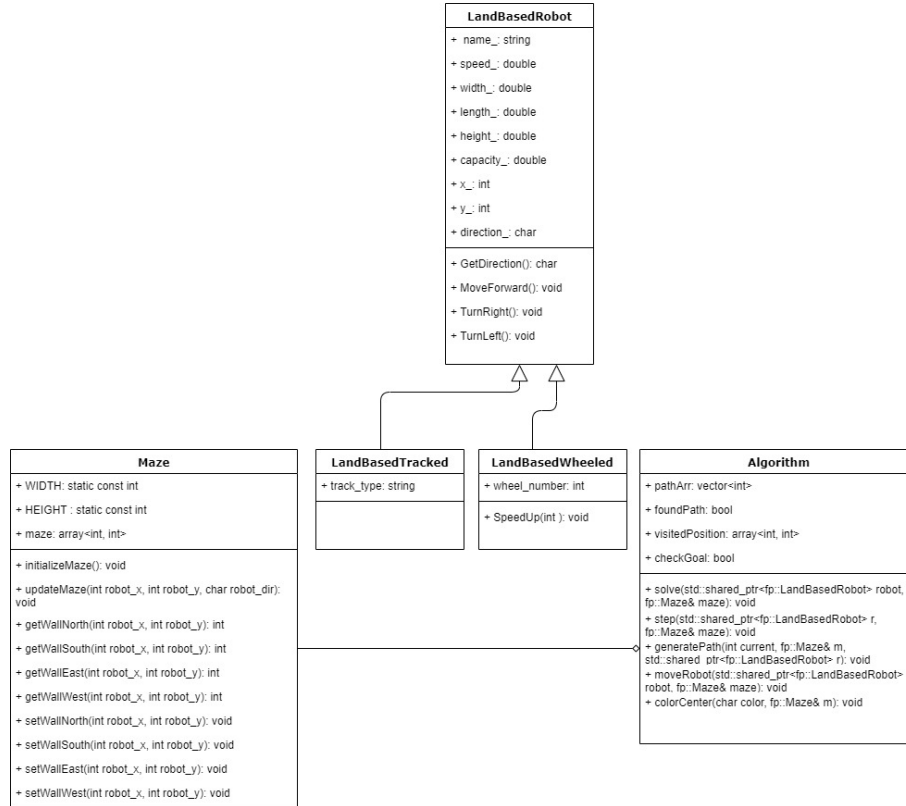 LandBasedRobot
+ name_: string
+ speed_: double
+ width_: double
+ length_: double
+ height_: double
+ capacity_: double
+ x_: int
+ y_: int
+ direction_: char
+ GetDirection(): char
+ MoveForward(): void
+ TurnRight(): void
+ TurnLeft(): void
Maze
+ WIDTH: static const int
+ HEIGHT : static const int
+ maze: array<int, int>
+ initializeMaze(): void
+ updateMaze(int robot_x, int robot_y, char robot_dir):
void
+ getWallNorth(int robot_x, int robot_y): int
+ getWallSouth(int robot_x, int robot_y): int
+ getWallEast(int robot_x, int robot_y): int
+ getWallWest(int robot_x, int robot_y): int
+ setWallNorth(int robot_x, int robot_y): void
+ setWallSouth(int robot_x, int robot_y): void
+ setWallEast(int robot_x, int robot_y): void
+ setWallWest(int robot_x, int robot_y): void
LandBasedTracked
+ track_type: string
LandBasedWheeled
+ wheel_number: int
+ SpeedUp(int ): void
Algorithm
+ pathArr: vector<int>
+ foundPath: bool
+ visitedPosition: array<int, int>
+ checkGoal: bool
+ solve(std::shared_ptr<fp::LandBasedRobot> robot,
fp::Maze& maze): void
+ step(std::shared_ptr<fp::LandBasedRobot> r,
fp::Maze& maze): void
+ generatePath(int current, fp::Maze& m,
std::shared_ptr<fp::LandBasedRobot> r): void
+ moveRobot(std::shared_ptr<fp::LandBasedRobot>
robot, fp::Maze& maze): void
+ colorCenter(char color, fp::Maze& m): void